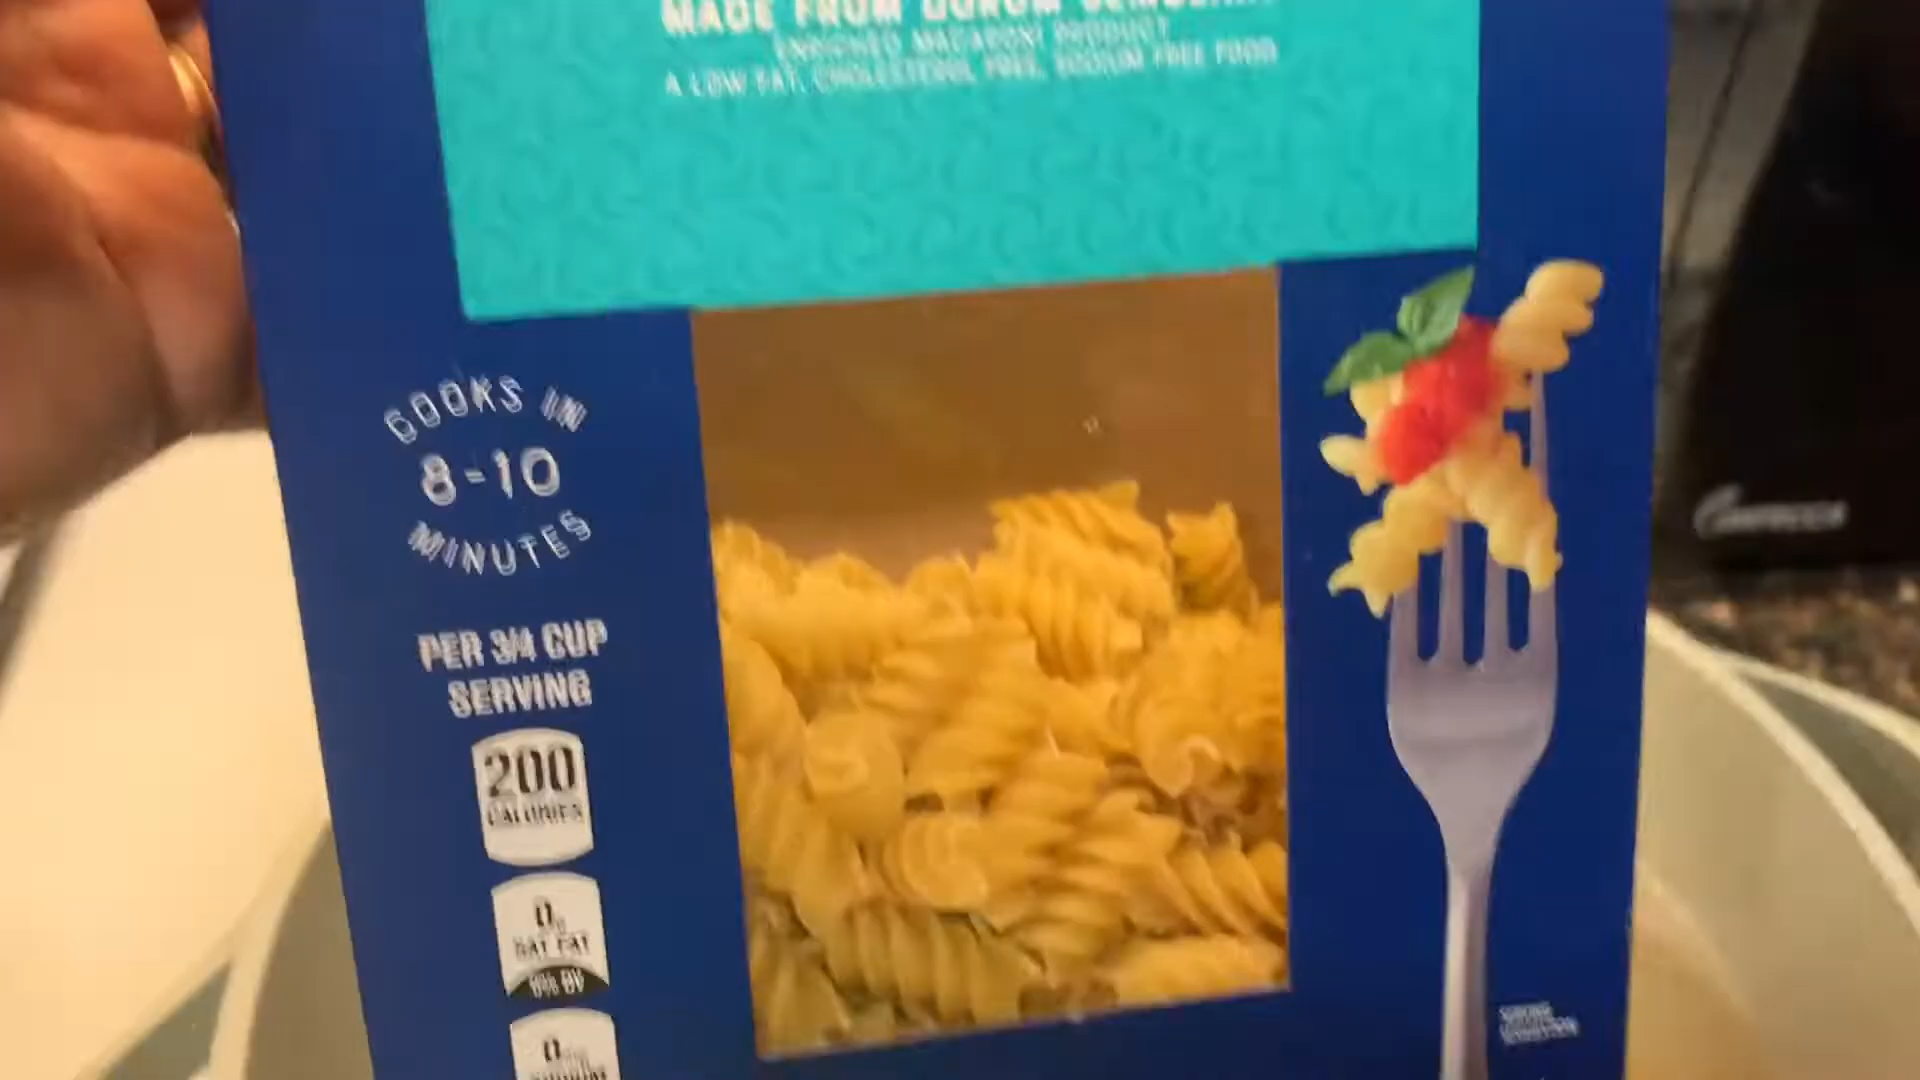 MADE FROM DURUM SEMOLINA
ENRICHED MACARONI PRODUCT
A LOW FAT, CHOLESTEROL FREE, SODIUM FREE FOOD
COOKS IN
8-10
MINUTES
PER 3/4 CUP
SERVING
200
CALORIES
0g
SAT FAT
0% DV